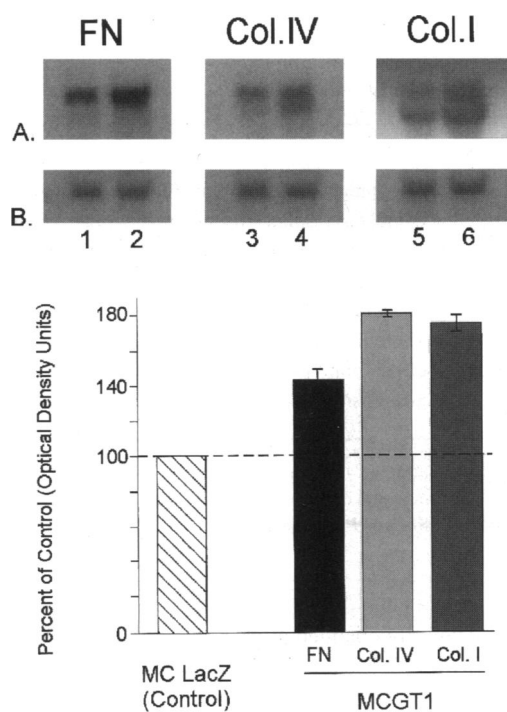 FN Col.IV Col.I
A.
B.
1 2 3 4 5 6
Percent of Control (Optical Density Units)
180
140
100
0
MC LacZ
(Control)
FN Col. IV Col. I
MCGT1